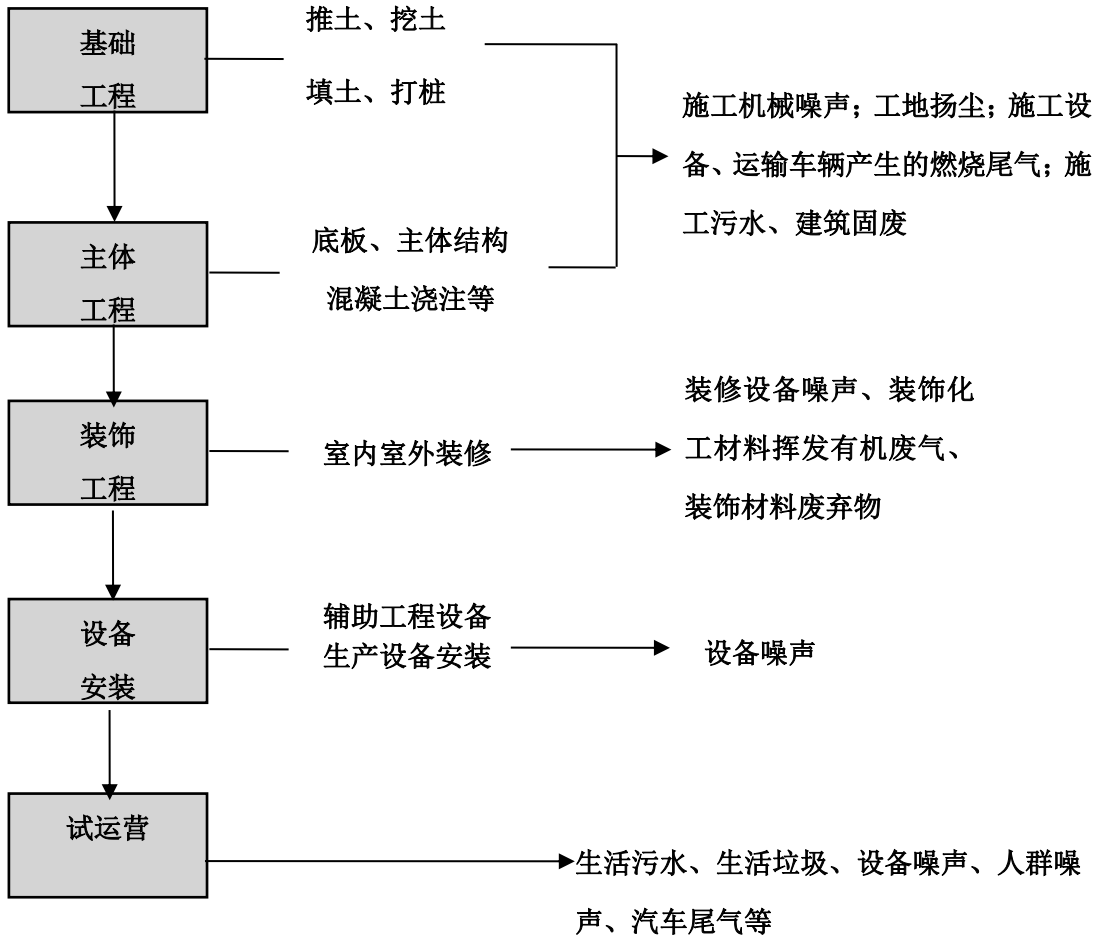 基础
工程
推土、挖土
填土、打桩
施工机械噪声；工地扬尘；施工设
备、运输车辆产生的燃烧尾气；施
工污水、建筑固废
主体
工程
底板、主体结构
混凝土浇注等
装饰
工程
室内室外装修
装修设备噪声、装饰化
工材料挥发有机废气、
装饰材料废弃物
设备
安装
辅助工程设备
生产设备安装
设备噪声
试运营
生活污水、生活垃圾、设备噪声、人群噪
声、汽车尾气等